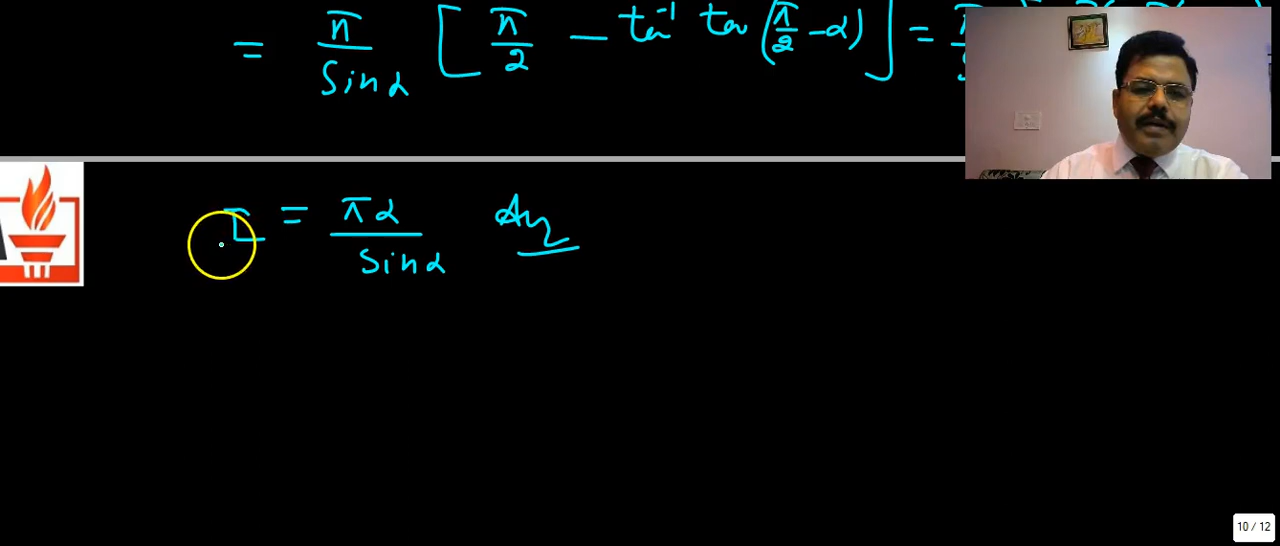 = π/Sinα [ π/2 − tan⁻¹ tan (π/2 − α) ] =
I = πα/Sinα Ans
10 / 12